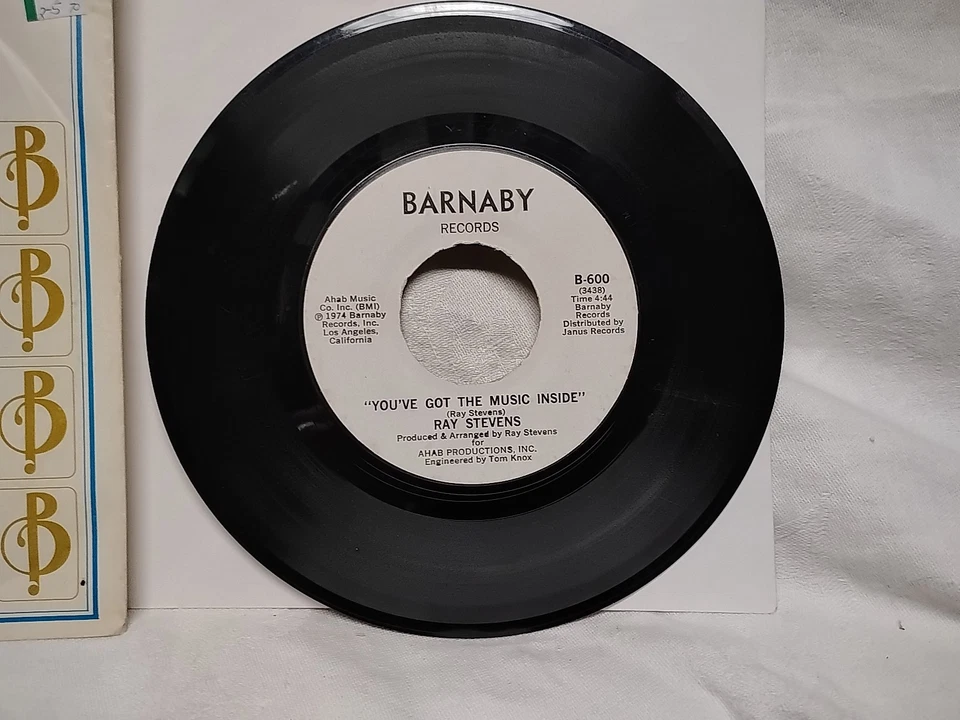 BARNABY
RECORDS
Ahab Music
Co. Inc. (BMI)
℗ 1974 Barnaby
Records, Inc.
Los Angeles,
California
B-600
(3438)
Time 4:44
Barnaby
Records
Distributed by
Janus Records
"YOU'VE GOT THE MUSIC INSIDE"
(Ray Stevens)
RAY STEVENS
Produced & Arranged by Ray Stevens
for
AHAB PRODUCTIONS, INC.
Engineered by Tom Knox
B
B
B
B